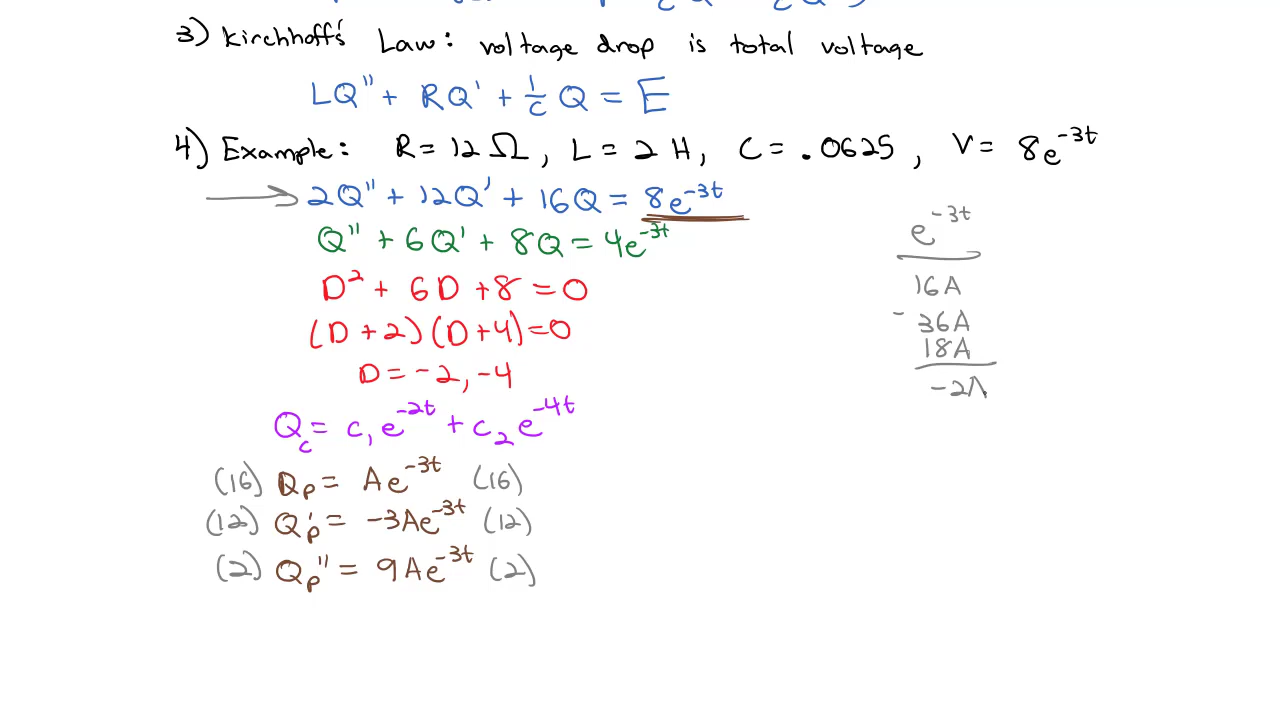 3) Kirchhoff's Law: voltage drop is total voltage
LQ'' + RQ' + 1/C Q = E
4) Example: R = 12Ω, L = 2 H, C = .0625, V = 8e^-3t
2Q'' + 12Q' + 16Q = 8e^-3t
Q'' + 6Q' + 8Q = 4e^-3t
D² + 6D + 8 = 0
(D + 2)(D + 4) = 0
D = -2, -4
Q_c = c₁e^-2t + c₂e^-4t
(16) Q_p = Ae^-3t (16)
(12) Q_p' = -3Ae^-3t (12)
(2) Q_p'' = 9Ae^-3t (2)
e^-3t
16A
-36A
18A
-2A